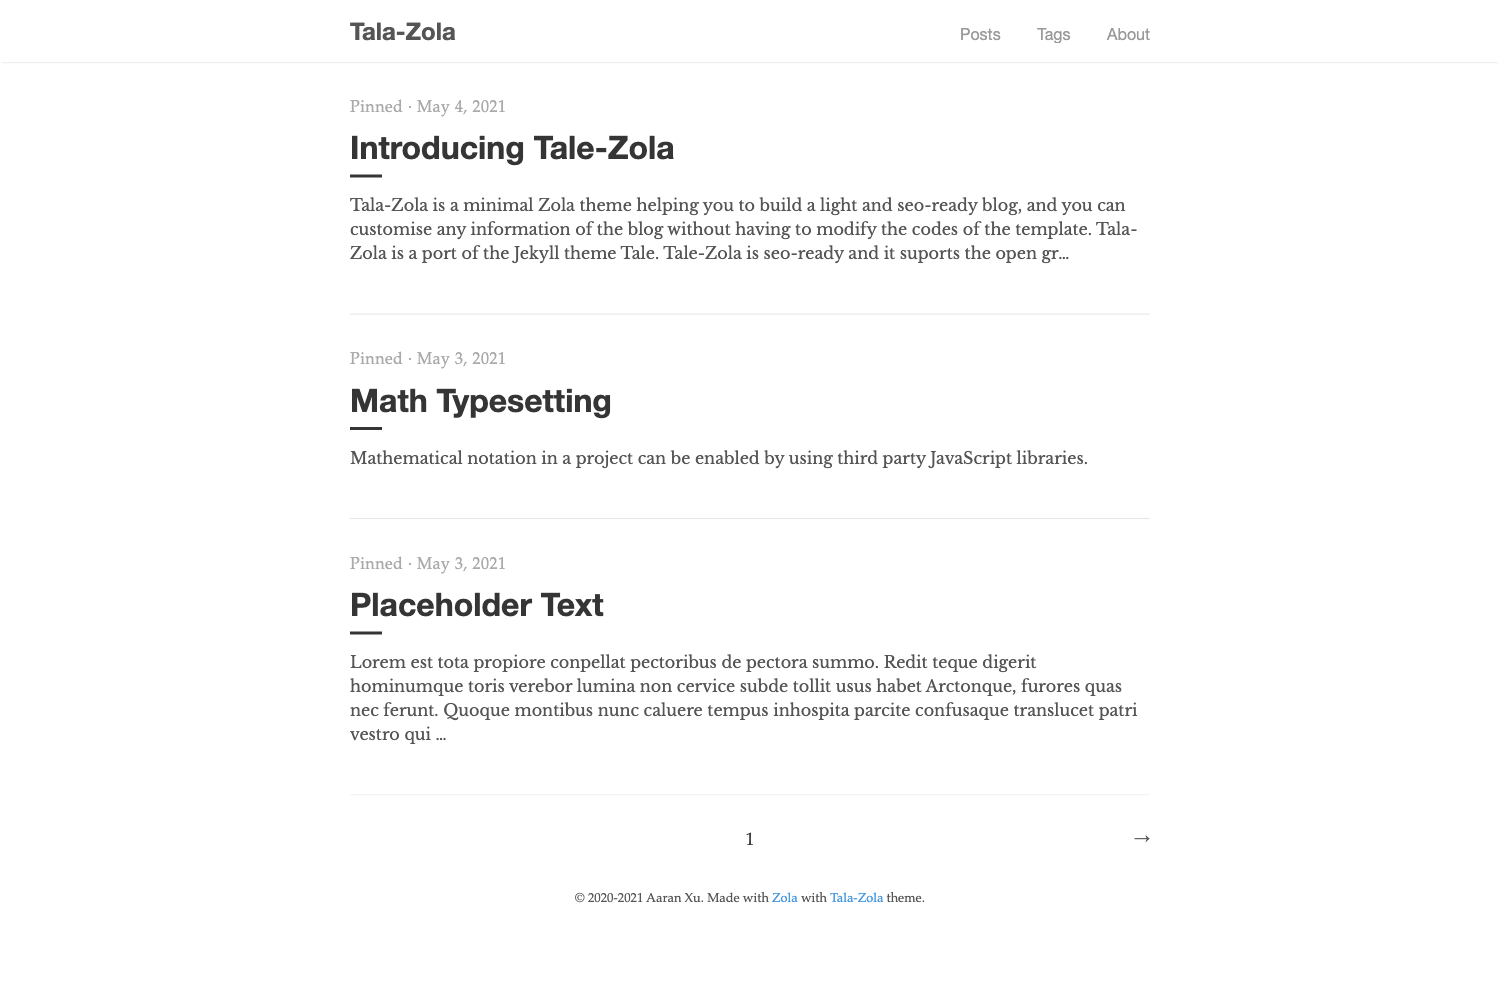 Tala-Zola
Posts Tags About
Pinned · May 4, 2021
Introducing Tale-Zola
Tala-Zola is a minimal Zola theme helping you to build a light and seo-ready blog, and you can
customise any information of the blog without having to modify the codes of the template. Tala-
Zola is a port of the Jekyll theme Tale. Tale-Zola is seo-ready and it suports the open gr...
Pinned · May 3, 2021
Math Typesetting
Mathematical notation in a project can be enabled by using third party JavaScript libraries.
Pinned · May 3, 2021
Placeholder Text
Lorem est tota propiore conpellat pectoribus de pectora summo. Redit teque digerit
hominumque toris verebor lumina non cervice subde tollit usus habet Arctonque, furores quas
nec ferunt. Quoque montibus nunc caluere tempus inhospita parcite confusaque translucet patri
vestro qui ...
1 →
© 2020-2021 Aaran Xu. Made with Zola with Tala-Zola theme.